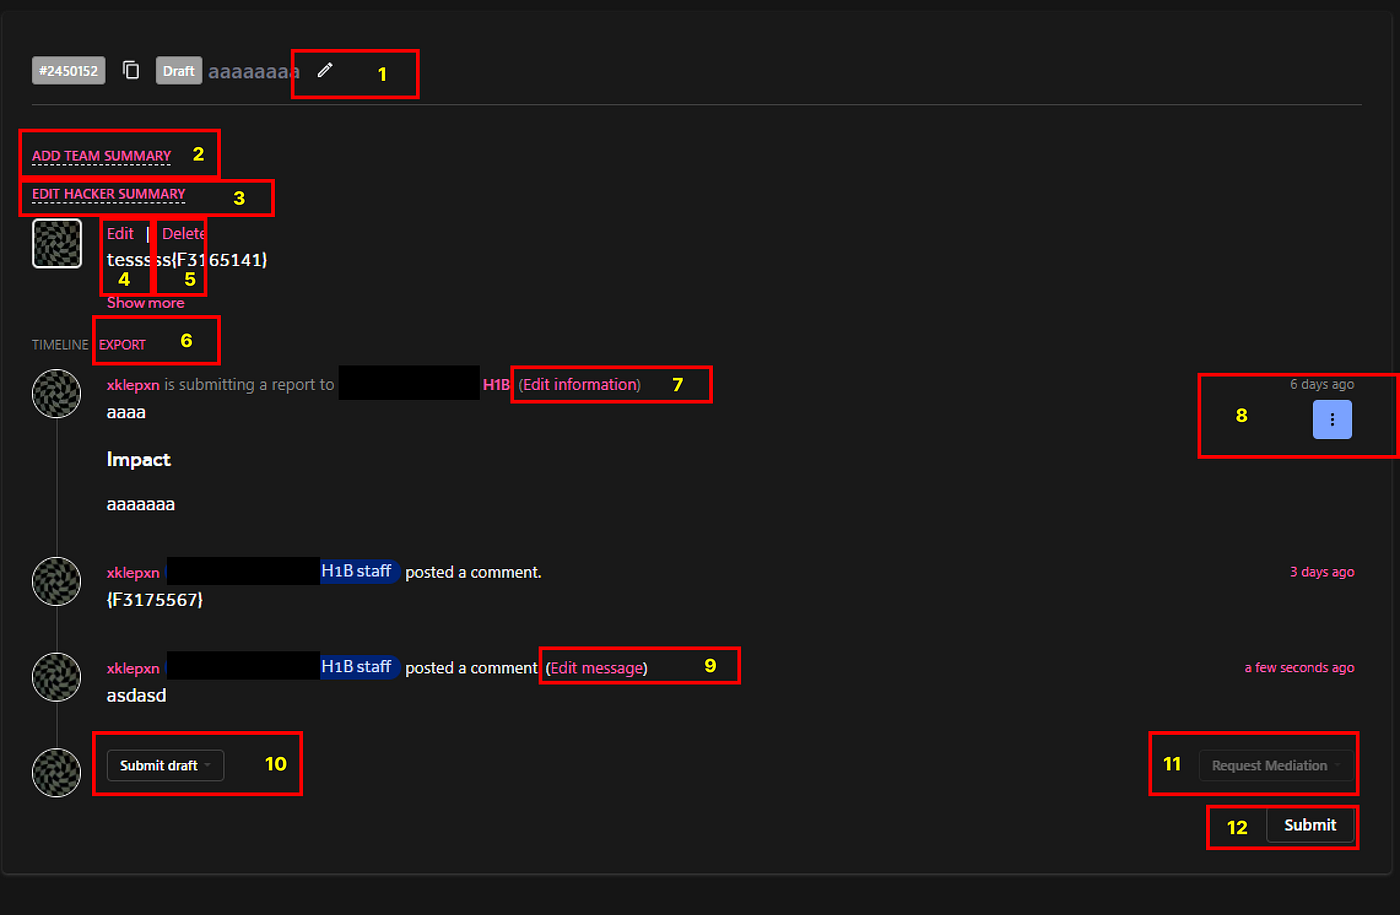 #2450152 Draft aaaaaaaa 1
ADD TEAM SUMMARY 2
EDIT HACKER SUMMARY 3
Edit | Delete
tesssss{F3165141}
4 5
Show more
TIMELINE EXPORT 6
xklepxn is submitting a report to H1B (Edit information) 7 6 days ago
aaaa
8
Impact
aaaaaaa
xklepxn H1B staff posted a comment. 3 days ago
{F3175567}
xklepxn H1B staff posted a comment (Edit message) 9 a few seconds ago
asdasd
Submit draft 10 11 Request Mediation
12 Submit